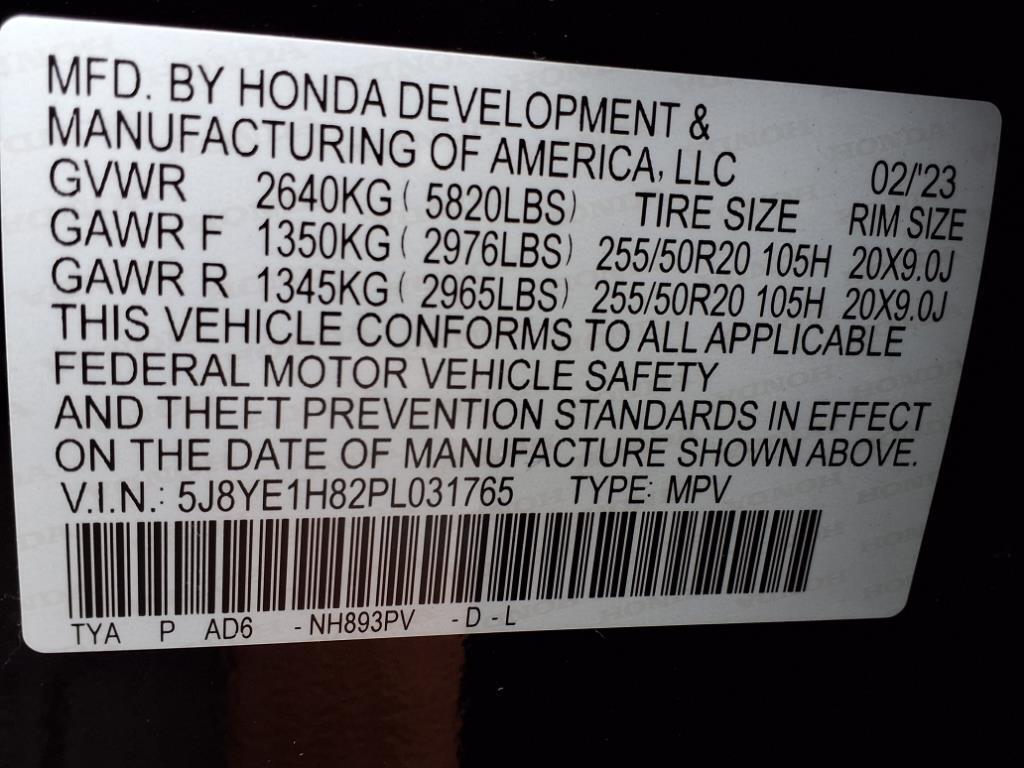 MFD. BY HONDA DEVELOPMENT &
MANUFACTURING OF AMERICA, LLC 02/'23
GVWR 2640KG ( 5820LBS) TIRE SIZE RIM SIZE
GAWR F 1350KG ( 2976LBS) 255/50R20 105H 20X9.0J
GAWR R 1345KG ( 2965LBS) 255/50R20 105H 20X9.0J
THIS VEHICLE CONFORMS TO ALL APPLICABLE
FEDERAL MOTOR VEHICLE SAFETY
AND THEFT PREVENTION STANDARDS IN EFFECT
ON THE DATE OF MANUFACTURE SHOWN ABOVE.
V.I.N.: 5J8YE1H82PL031765 TYPE: MPV
TYA P AD6 - NH893PV - D - L